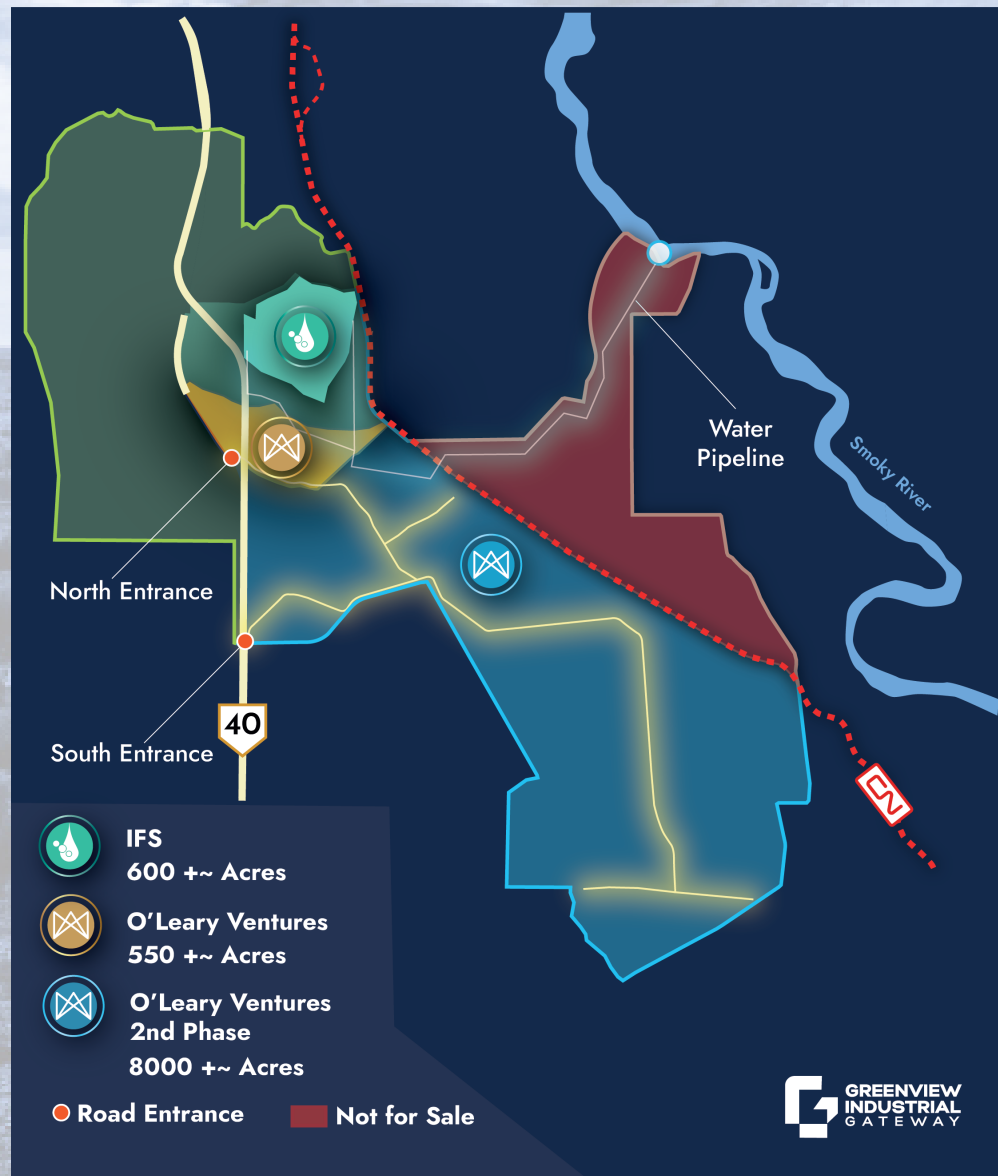 Water
Pipeline
Smoky River
North Entrance
40
South Entrance
CN
IFS
600 +~ Acres
O'Leary Ventures
550 +~ Acres
O'Leary Ventures
2nd Phase
8000 +~ Acres
Road Entrance
Not for Sale
GREENVIEW
INDUSTRIAL
GATEWAY